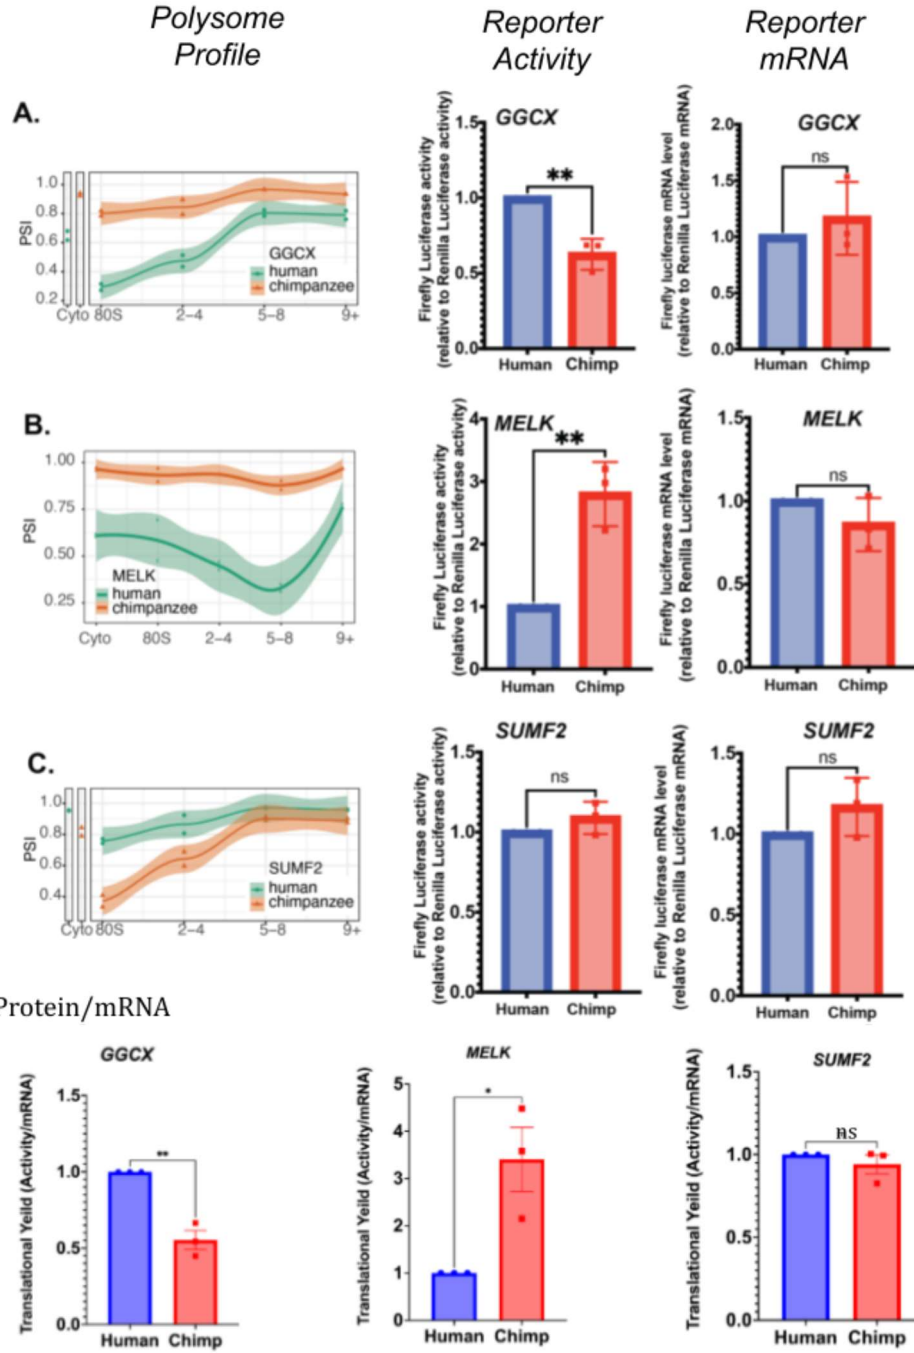 Polysome
Profile
Reporter
Activity
Reporter
mRNA
A.
PSI
1.0
0.8
0.6
0.4
0.2
GGCX
human
chimpanzee
Cyto 80S 2–4 5–8 9+
Firefly Luciferase activity
(relative to Renilla Luciferase activity)
GGCX
**
1.5
1.0
0.5
0.0
Human Chimp
Firefly luciferase mRNA level
(relative to Renilla Luciferase mRNA)
GGCX
ns
2.0
1.5
1.0
0.5
0.0
Human Chimp
B.
PSI
1.00
0.75
0.50
0.25
MELK
human
chimpanzee
Cyto 80S 2–4 5–8 9+
Firefly Luciferase activity
(relative to Renilla Luciferase activity)
MELK
**
4
3
2
1
0
Human Chimp
Firefly luciferase mRNA level
(relative to Renilla Luciferase mRNA)
MELK
ns
1.5
1.0
0.5
0.0
Human Chimp
C.
PSI
1.0
0.8
0.4
SUMF2
human
chimpanzee
Cyto 80S 2–4 5–8 9+
Firefly Luciferase activity
(relative to Renilla Luciferase activity)
SUMF2
ns
1.5
1.0
0.5
0.0
Human Chimp
Firefly luciferase mRNA level
(relative to Renilla Luciferase mRNA)
SUMF2
ns
1.5
1.0
0.5
0.0
Human Chimp
Protein/mRNA
GGCX
Translational Yeild (Activity/mRNA)
**
1.5
1.0
0.5
0.0
Human Chimp
MELK
Translational Yeild (Activity/mRNA)
*
5
4
3
2
1
0
Human Chimp
SUMF2
Translational Yeild (Activity/mRNA)
ns
1.5
1.0
0.5
0.0
Human Chimp